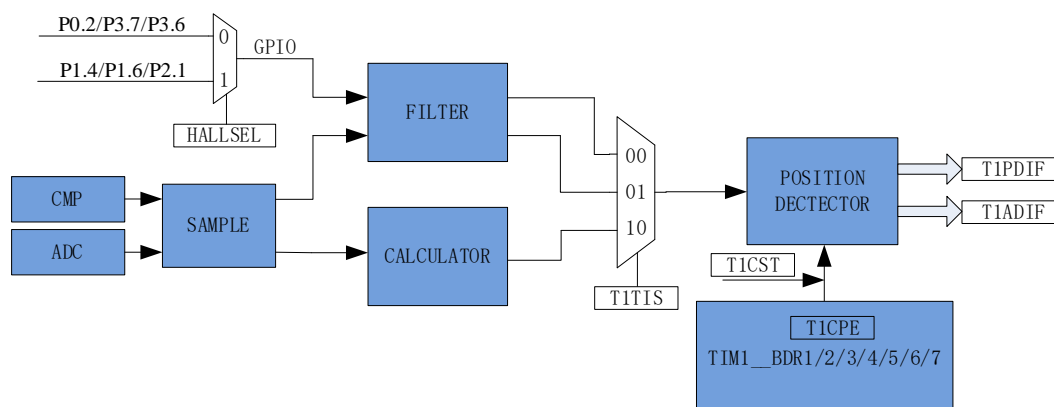 P0.2/P3.7/P3.6
0
GPIO
P1.4/P1.6/P2.1
1
HALLSEL
FILTER
00
01
10
CMP
ADC
SAMPLE
CALCULATOR
T1TIS
POSITION
DECTECTOR
T1PDIF
T1ADIF
T1CST
T1CPE
TIM1__BDR1/2/3/4/5/6/7